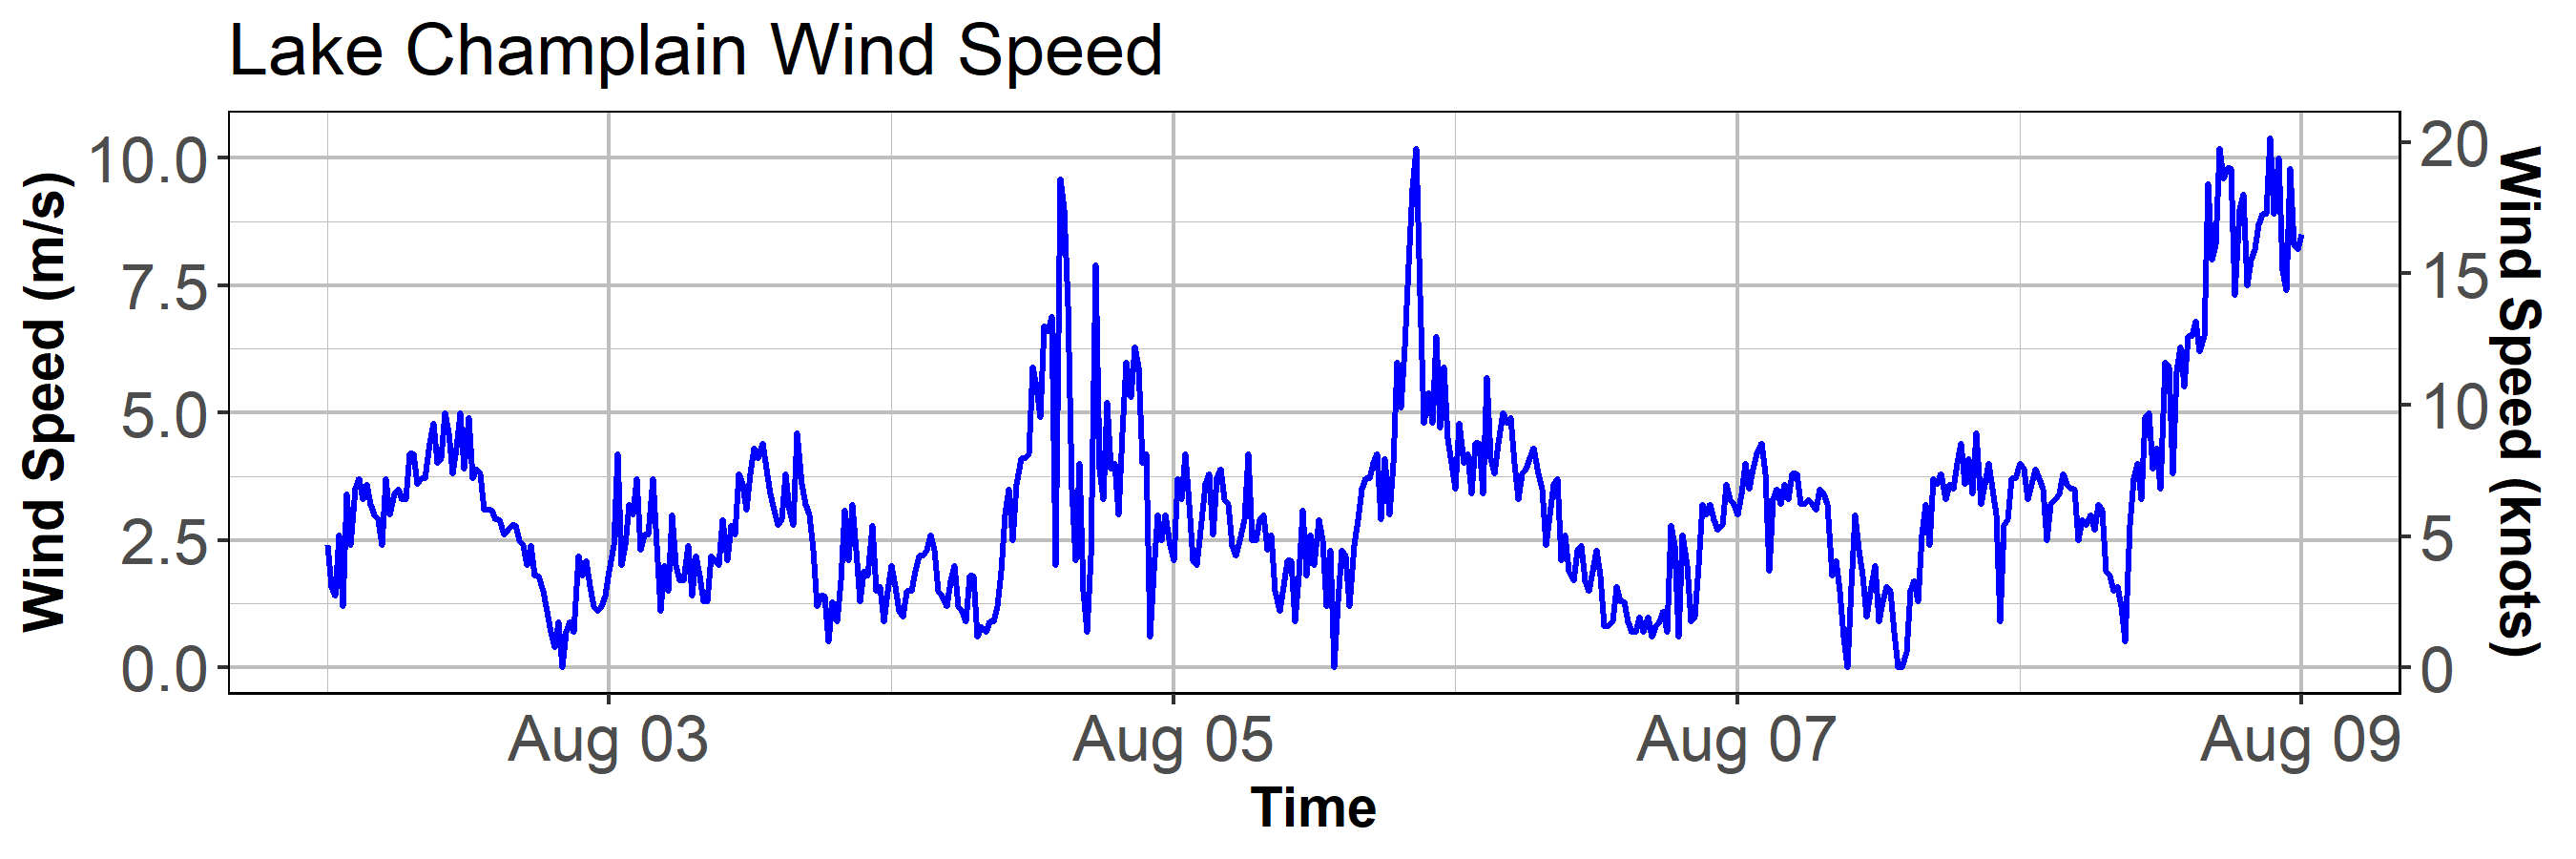 Lake Champlain Wind Speed
Wind Speed (m/s)
10.0
7.5
5.0
2.5
0.0
20
15
10
5
0
Wind Speed (knots)
Aug 03 Aug 05 Aug 07 Aug 09
Time